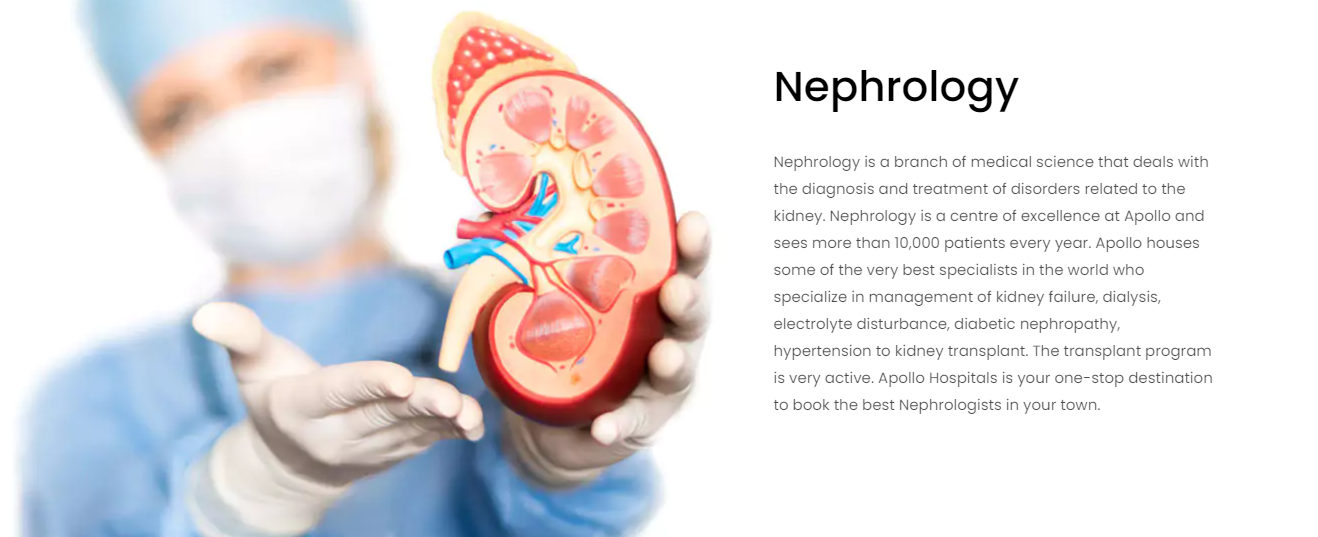 Nephrology
Nephrology is a branch of medical science that deals with
the diagnosis and treatment of disorders related to the
kidney. Nephrology is a centre of excellence at Apollo and
sees more than 10,000 patients every year. Apollo houses
some of the very best specialists in the world who
specialize in management of kidney failure, dialysis,
electrolyte disturbance, diabetic nephropathy,
hypertension to kidney transplant. The transplant program
is very active. Apollo Hospitals is your one-stop destination
to book the best Nephrologists in your town.